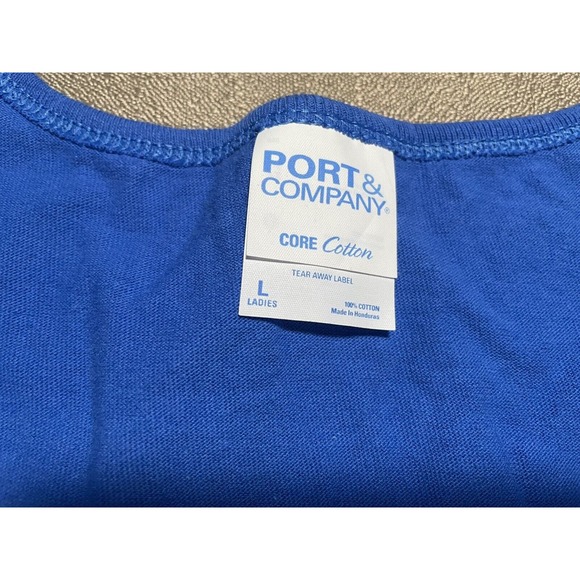 PORT&
COMPANY®
CORE Cotton
TEAR AWAY LABEL
L
LADIES
100% COTTON
Made in Honduras